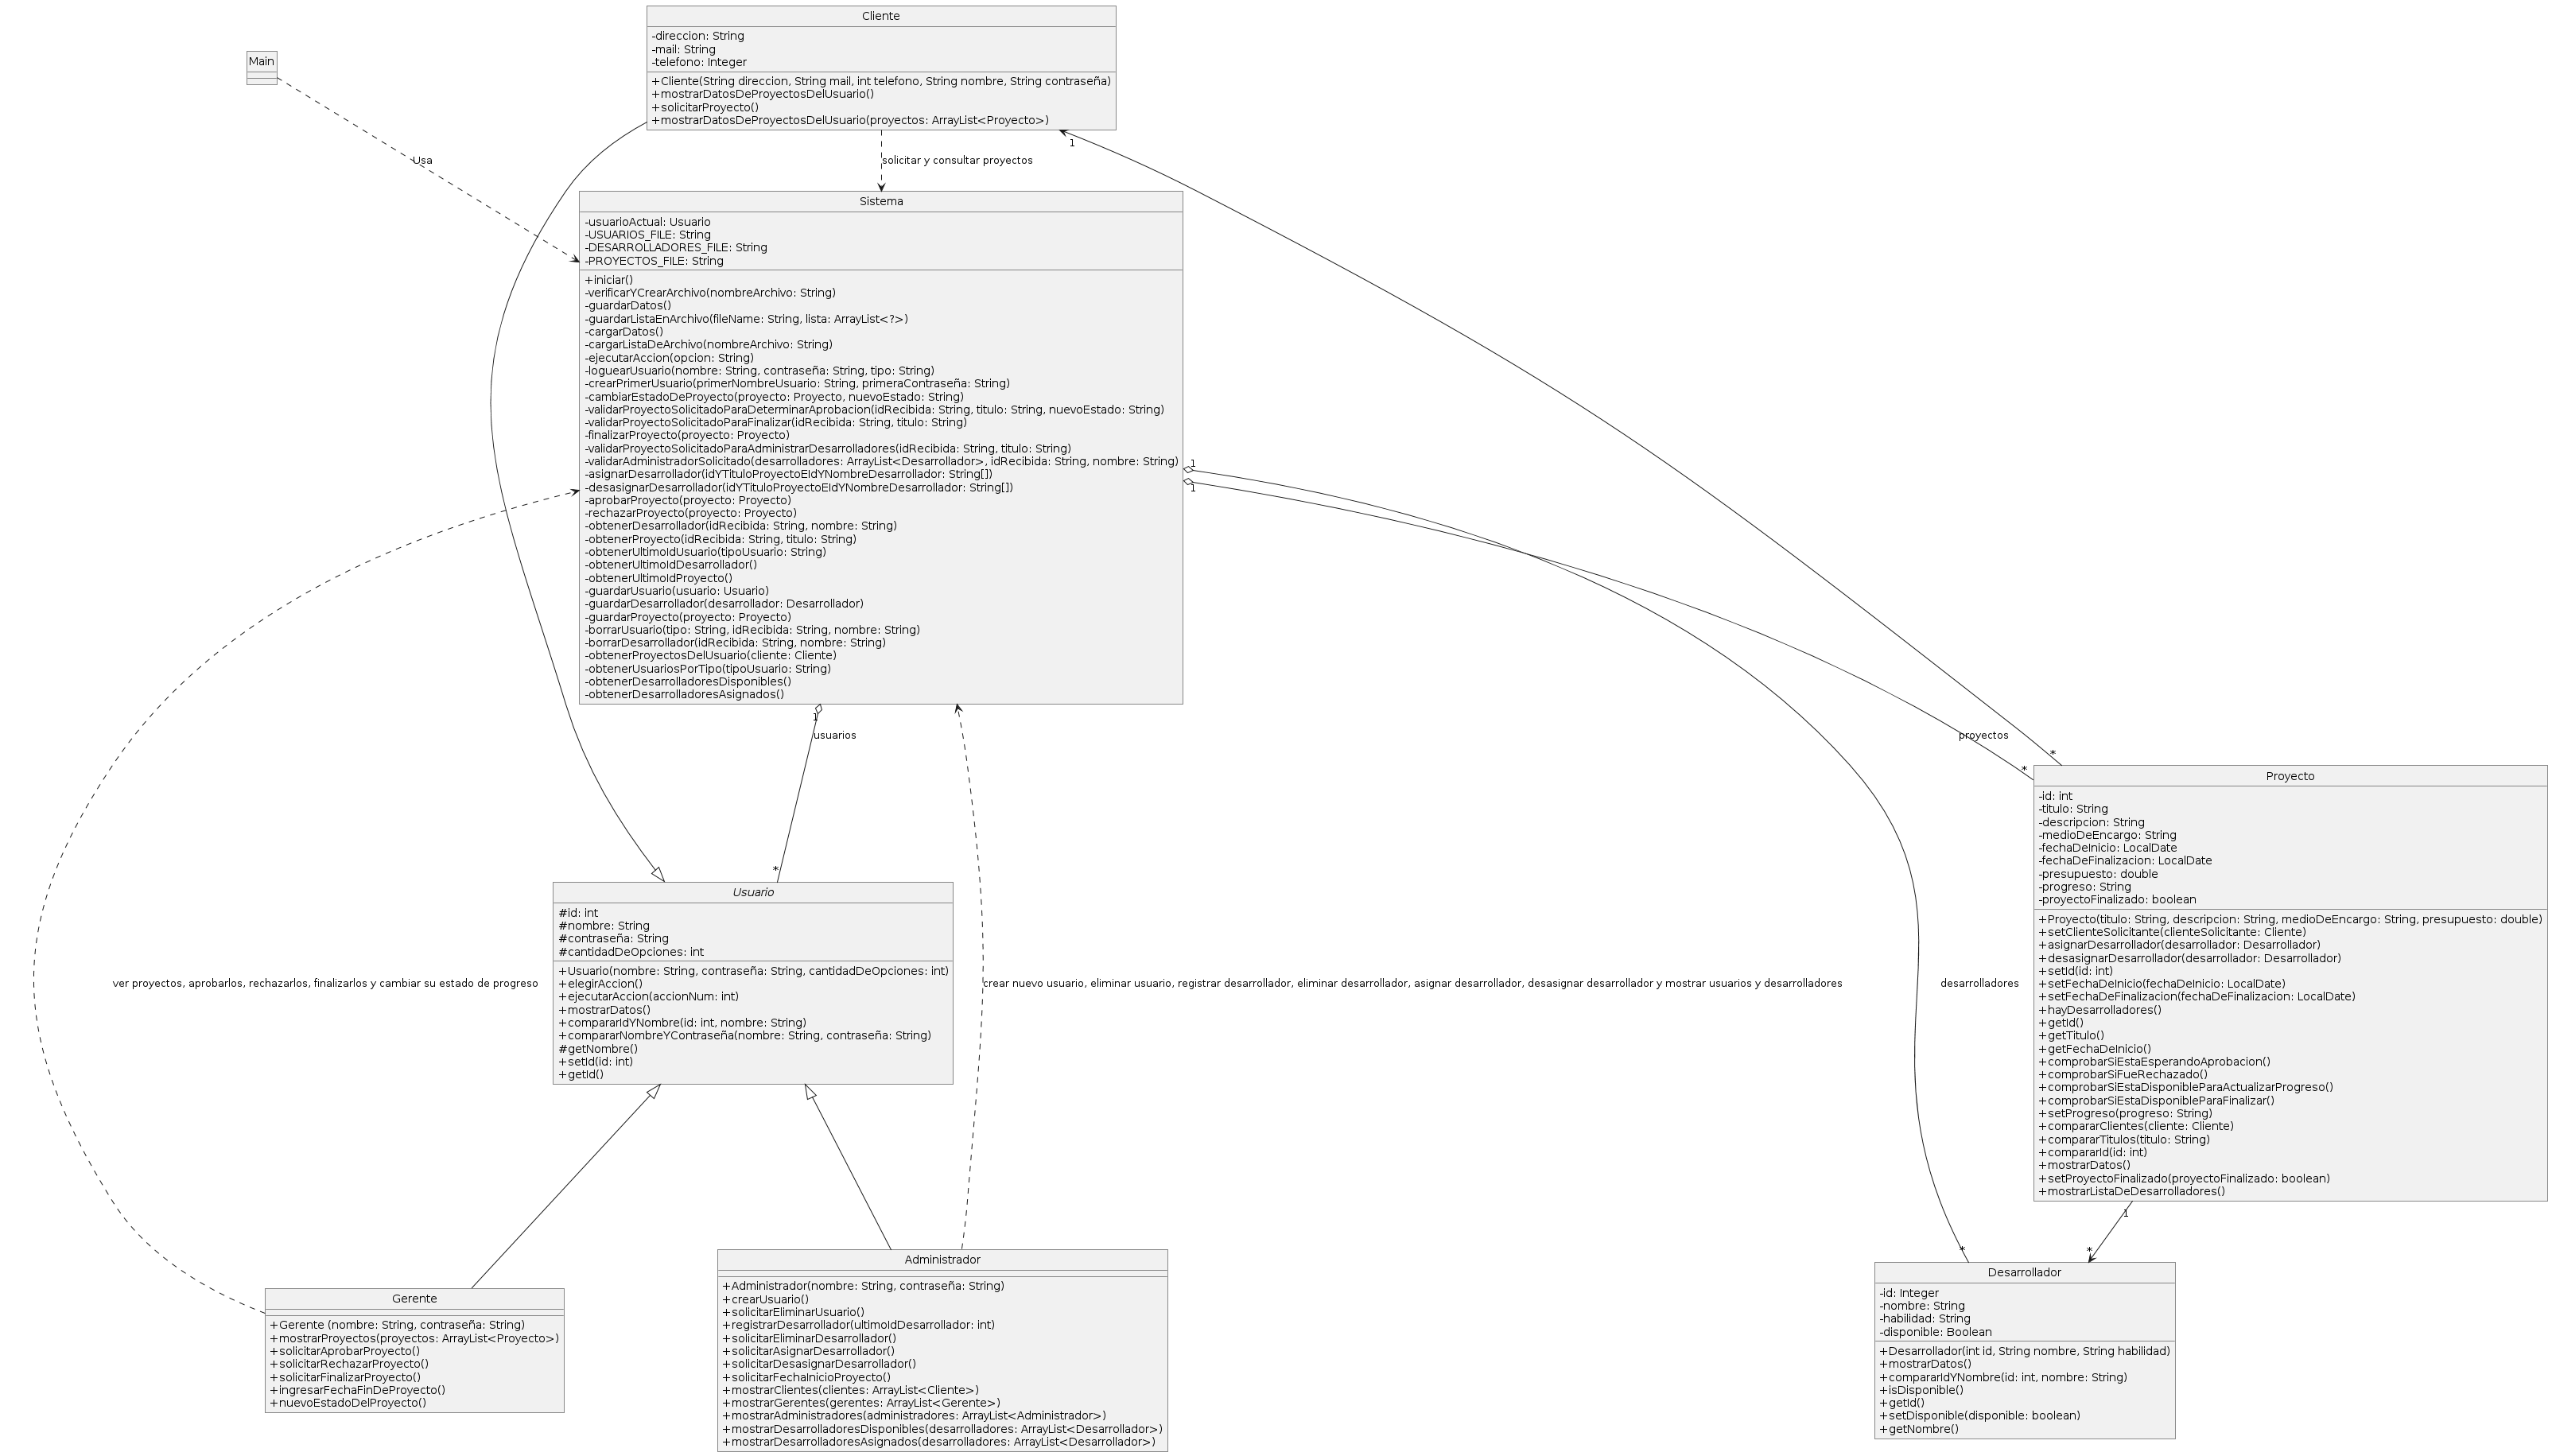 Main
Usa
Cliente
-direccion: String
-mail: String
-telefono: Integer
+Cliente(String direccion, String mail, int telefono, String nombre, String contraseña)
+mostrarDatosDeProyectosDelUsuario()
+solicitarProyecto()
+mostrarDatosDeProyectosDelUsuario(proyectos: ArrayList<Proyecto>)
1
solicitar y consultar proyectos
Sistema
-usuarioActual: Usuario
-USUARIOS_FILE: String
-DESARROLLADORES_FILE: String
-PROYECTOS_FILE: String
+iniciar()
-verificarYCrearArchivo(nombreArchivo: String)
-guardarDatos()
-guardarListaEnArchivo(fileName: String, lista: ArrayList<?>)
-cargarDatos()
-cargarListaDeArchivo(nombreArchivo: String)
-ejecutarAccion(opcion: String)
-loguearUsuario(nombre: String, contraseña: String, tipo: String)
-crearPrimerUsuario(primerNombreUsuario: String, primeraContraseña: String)
-cambiarEstadoDeProyecto(proyecto: Proyecto, nuevoEstado: String)
-validarProyectoSolicitadoParaDeterminarAprobacion(idRecibida: String, titulo: String, nuevoEstado: String)
-validarProyectoSolicitadoParaFinalizar(idRecibida: String, titulo: String)
-finalizarProyecto(proyecto: Proyecto)
-validarProyectoSolicitadoParaAdministrarDesarrolladores(idRecibida: String, titulo: String)
-validarAdministradorSolicitado(desarrolladores: ArrayList<Desarrollador>, idRecibida: String, nombre: String)
-asignarDesarrollador(idYTituloProyectoEIdYNombreDesarrollador: String[])
-desasignarDesarrollador(idYTituloProyectoEIdYNombreDesarrollador: String[])
-aprobarProyecto(proyecto: Proyecto)
-rechazarProyecto(proyecto: Proyecto)
-obtenerDesarrollador(idRecibida: String, nombre: String)
-obtenerProyecto(idRecibida: String, titulo: String)
-obtenerUltimoIdUsuario(tipoUsuario: String)
-obtenerUltimoIdDesarrollador()
-obtenerUltimoIdProyecto()
-guardarUsuario(usuario: Usuario)
-guardarDesarrollador(desarrollador: Desarrollador)
-guardarProyecto(proyecto: Proyecto)
-borrarUsuario(tipo: String, idRecibida: String, nombre: String)
-borrarDesarrollador(idRecibida: String, nombre: String)
-obtenerProyectosDelUsuario(cliente: Cliente)
-obtenerUsuariosPorTipo(tipoUsuario: String)
-obtenerDesarrolladoresDisponibles()
-obtenerDesarrolladoresAsignados()
1
1
1
usuarios
*
proyectos
*
*
Usuario
#id: int
#nombre: String
#contraseña: String
#cantidadDeOpciones: int
+Usuario(nombre: String, contraseña: String, cantidadDeOpciones: int)
+elegirAccion()
+ejecutarAccion(accionNum: int)
+mostrarDatos()
+compararIdYNombre(id: int, nombre: String)
+compararNombreYContraseña(nombre: String, contraseña: String)
#getNombre()
+setId(id: int)
+getId()
ver proyectos, aprobarlos, rechazarlos, finalizarlos y cambiar su estado de progreso
crear nuevo usuario, eliminar usuario, registrar desarrollador, eliminar desarrollador, asignar desarrollador, desasignar desarrollador y mostrar usuarios y desarrolladores
desarrolladores
Proyecto
-id: int
-titulo: String
-descripcion: String
-medioDeEncargo: String
-fechaDeInicio: LocalDate
-fechaDeFinalizacion: LocalDate
-presupuesto: double
-progreso: String
-proyectoFinalizado: boolean
+Proyecto(titulo: String, descripcion: String, medioDeEncargo: String, presupuesto: double)
+setClienteSolicitante(clienteSolicitante: Cliente)
+asignarDesarrollador(desarrollador: Desarrollador)
+desasignarDesarrollador(desarrollador: Desarrollador)
+setId(id: int)
+setFechaDeInicio(fechaDeInicio: LocalDate)
+setFechaDeFinalizacion(fechaDeFinalizacion: LocalDate)
+hayDesarrolladores()
+getId()
+getTitulo()
+getFechaDeInicio()
+comprobarSiEstaEsperandoAprobacion()
+comprobarSiFueRechazado()
+comprobarSiEstaDisponibleParaActualizarProgreso()
+comprobarSiEstaDisponibleParaFinalizar()
+setProgreso(progreso: String)
+compararClientes(cliente: Cliente)
+compararTitulos(titulo: String)
+compararId(id: int)
+mostrarDatos()
+setProyectoFinalizado(proyectoFinalizado: boolean)
+mostrarListaDeDesarrolladores()
1
*
*
Gerente
+Gerente (nombre: String, contraseña: String)
+mostrarProyectos(proyectos: ArrayList<Proyecto>)
+solicitarAprobarProyecto()
+solicitarRechazarProyecto()
+solicitarFinalizarProyecto()
+ingresarFechaFinDeProyecto()
+nuevoEstadoDelProyecto()
Administrador
+Administrador(nombre: String, contraseña: String)
+crearUsuario()
+solicitarEliminarUsuario()
+registrarDesarrollador(ultimoIdDesarrollador: int)
+solicitarEliminarDesarrollador()
+solicitarAsignarDesarrollador()
+solicitarDesasignarDesarrollador()
+solicitarFechaInicioProyecto()
+mostrarClientes(clientes: ArrayList<Cliente>)
+mostrarGerentes(gerentes: ArrayList<Gerente>)
+mostrarAdministradores(administradores: ArrayList<Administrador>)
+mostrarDesarrolladoresDisponibles(desarrolladores: ArrayList<Desarrollador>)
+mostrarDesarrolladoresAsignados(desarrolladores: ArrayList<Desarrollador>)
Desarrollador
-id: Integer
-nombre: String
-habilidad: String
-disponible: Boolean
+Desarrollador(int id, String nombre, String habilidad)
+mostrarDatos()
+compararIdYNombre(id: int, nombre: String)
+isDisponible()
+getId()
+setDisponible(disponible: boolean)
+getNombre()